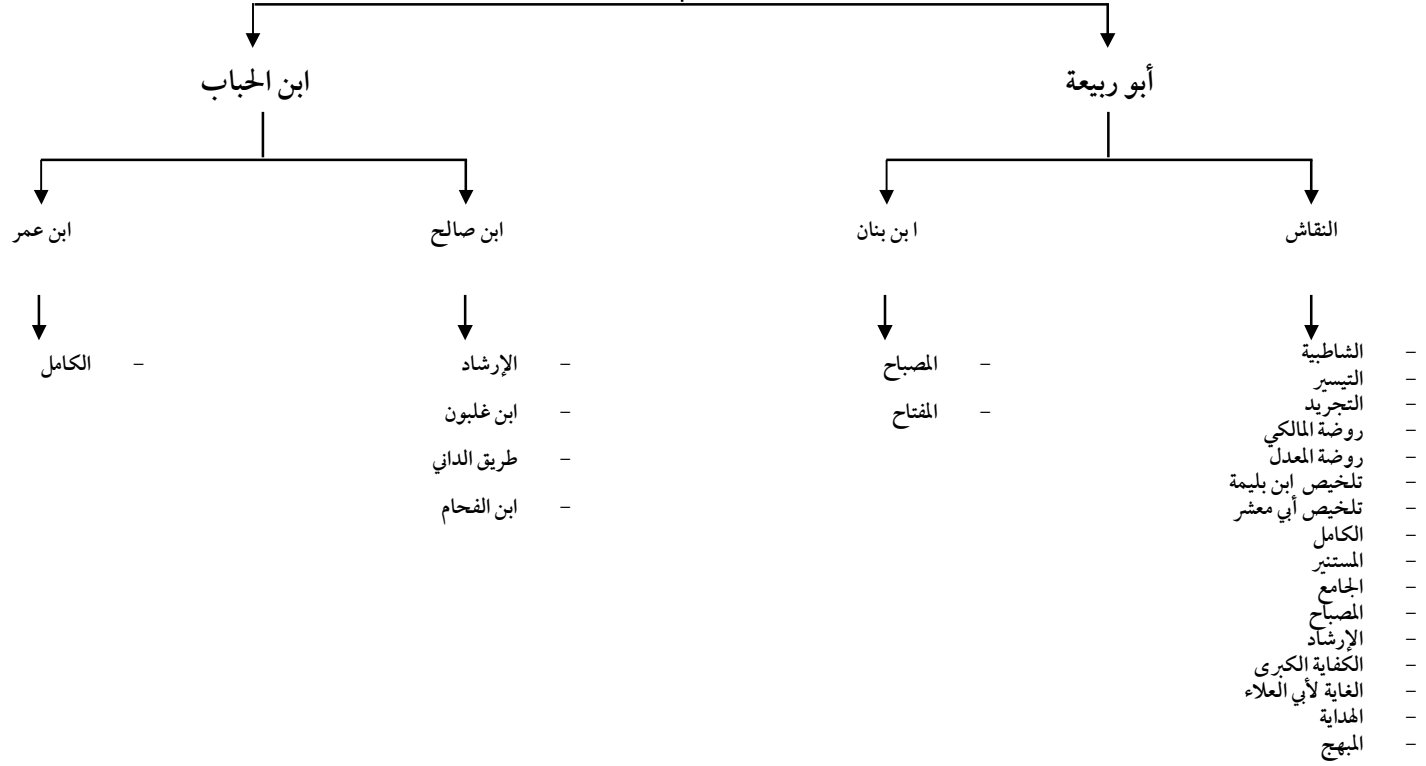 أبو ربيعة
ابن الحباب
النقاش
ا بن بنان
ابن صالح
ابن عمر
- الشاطبية
- التيسير
- التجريد
- روضة المالكي
- روضة المعدل
- تلخيص ابن بليمة
- تلخيص أبي معشر
- الكامل
- المستنير
- الجامع
- المصباح
- الإرشاد
- الكفاية الكبرى
- الغاية لأبي العلاء
- الهداية
- المبهج
- المصباح
- المفتاح
- الإرشاد
- ابن غلبون
- طريق الداني
- ابن الفحام
- الكامل